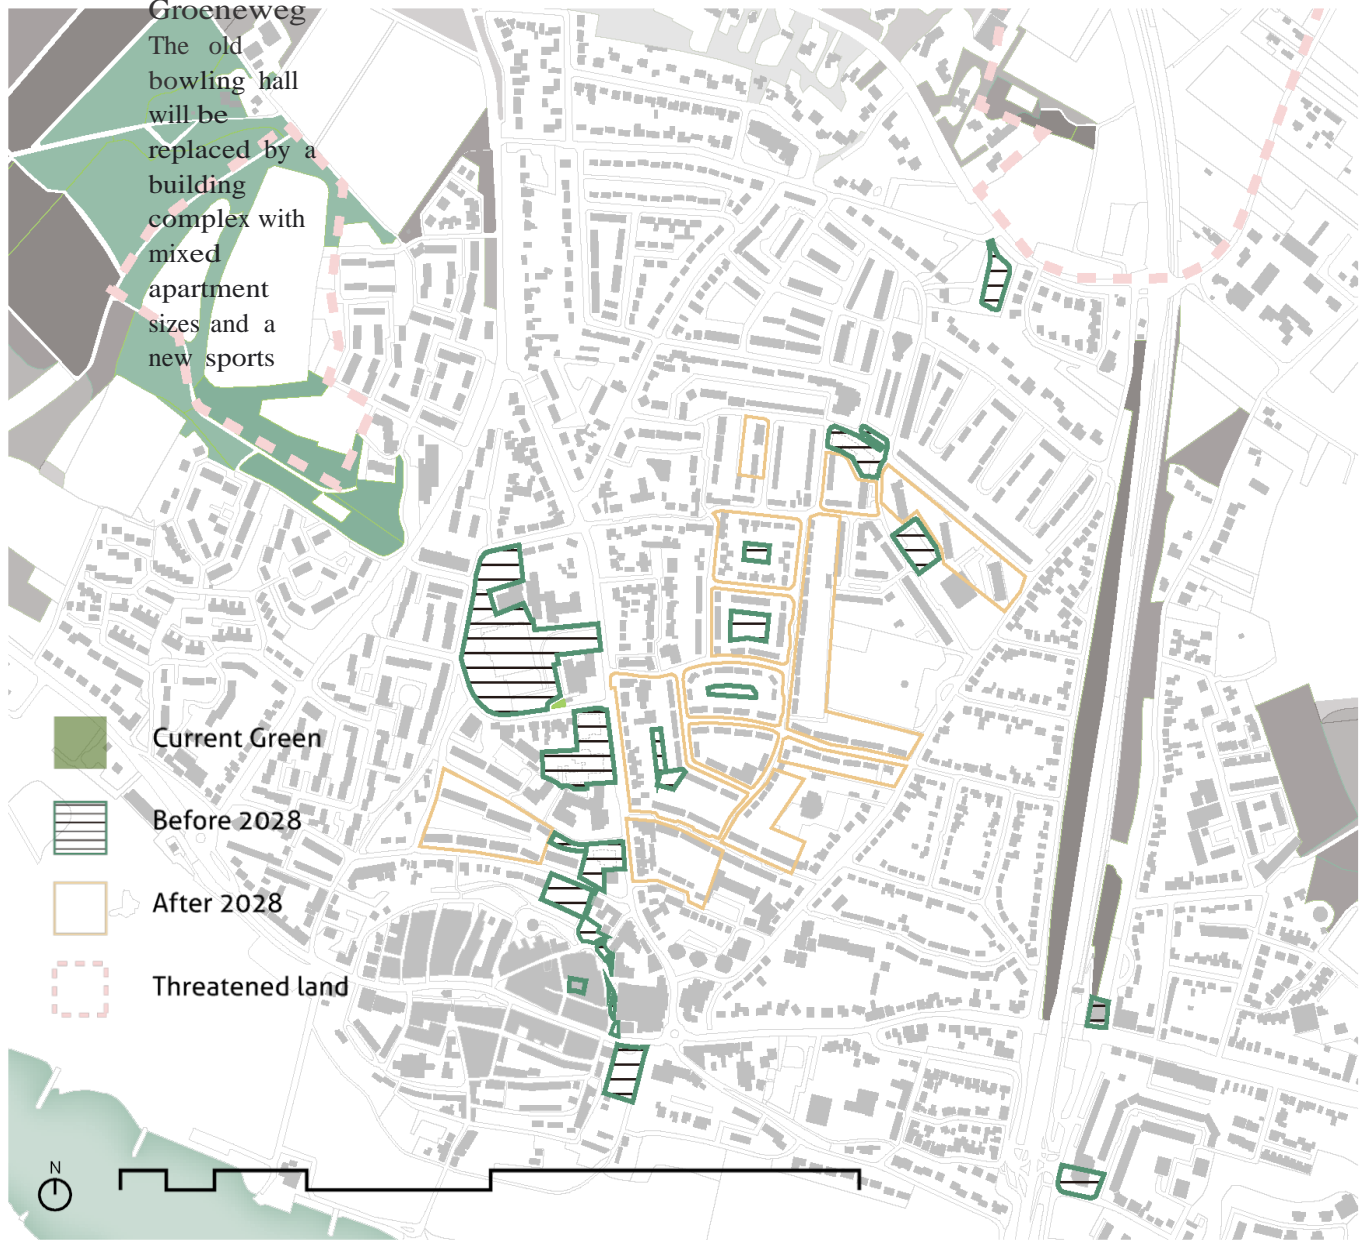 Groeneweg
The old
bowling hall
will be
replaced by a
building
complex with
mixed
apartment
sizes and a
new sports
Current Green
Before 2028
After 2028
Threatened land
N